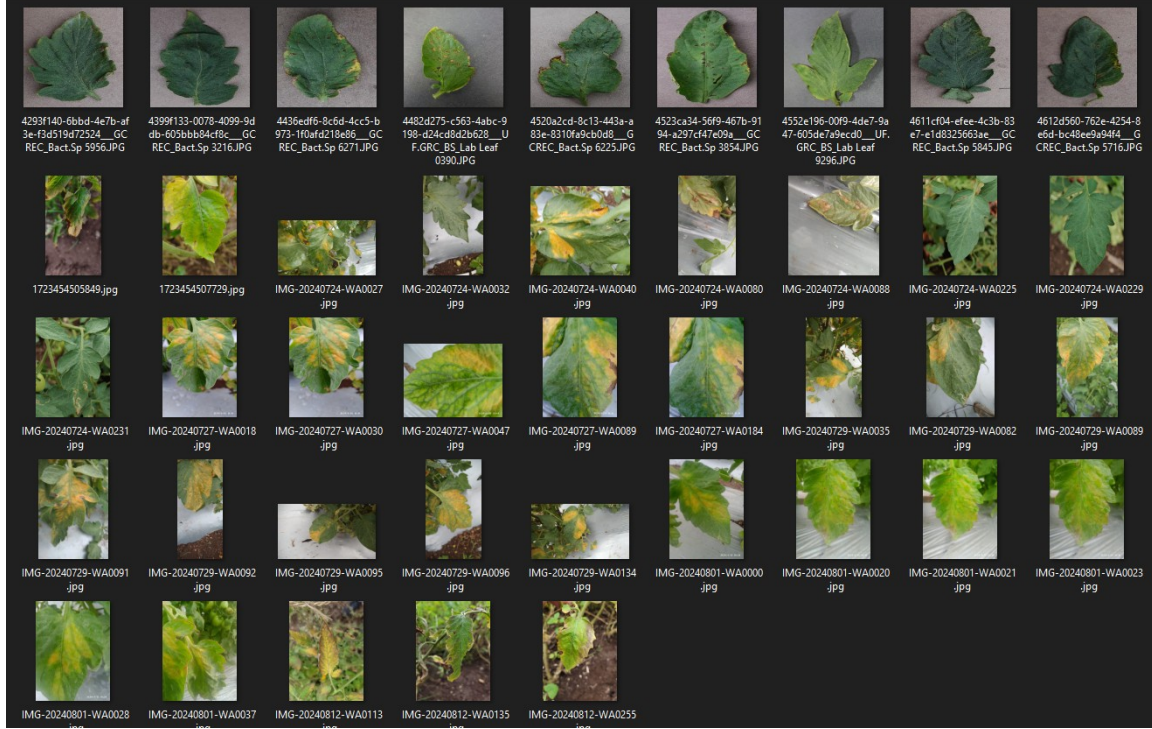 4293f140-6bbd-4e7b-af
3e-f3d519d72524___GC
REC_Bact.Sp 5956.JPG
4399f133-0078-4099-9d
db-605bbb84cf8c___GC
REC_Bact.Sp 3216.JPG
4436edf6-8c6d-4cc5-b
973-1f0afd218e86___GC
REC_Bact.Sp 6271.JPG
4482d275-c563-4abc-9
198-d24cd8d2b628___U
F.GRC_BS_Lab Leaf
0390.JPG
4520a2cd-8c13-443a-a
83e-8310fa9cb0d8___G
CREC_Bact.Sp 6225.JPG
4523ca34-56f9-467b-91
94-a297cf47e09a___GC
REC_Bact.Sp 3854.JPG
4552e196-00f9-4de7-9a
47-605de7a9ecd0___UF.
GRC_BS_Lab Leaf
9296.JPG
4611cf04-efee-4c3b-83
e7-e1d8325663ae___GC
REC_Bact.Sp 5845.JPG
4612d560-762e-4254-8
e6d-bc48ee9a94f4___G
CREC_Bact.Sp 5716.JPG
1723454505849.jpg
1723454507729.jpg
IMG-20240724-WA0027
.jpg
IMG-20240724-WA0032
.jpg
IMG-20240724-WA0040
.jpg
IMG-20240724-WA0080
.jpg
IMG-20240724-WA0088
.jpg
IMG-20240724-WA0225
.jpg
IMG-20240724-WA0229
.jpg
IMG-20240724-WA0231
.jpg
IMG-20240727-WA0018
.jpg
IMG-20240727-WA0030
.jpg
IMG-20240727-WA0047
.jpg
IMG-20240727-WA0089
.jpg
IMG-20240727-WA0184
.jpg
IMG-20240729-WA0035
.jpg
IMG-20240729-WA0082
.jpg
IMG-20240729-WA0089
.jpg
IMG-20240729-WA0091
.jpg
IMG-20240729-WA0092
.jpg
IMG-20240729-WA0095
.jpg
IMG-20240729-WA0096
.jpg
IMG-20240729-WA0134
.jpg
IMG-20240801-WA0000
.jpg
IMG-20240801-WA0020
.jpg
IMG-20240801-WA0021
.jpg
IMG-20240801-WA0023
.jpg
IMG-20240801-WA0028
.jpg
IMG-20240801-WA0037
.jpg
IMG-20240812-WA0113
.jpg
IMG-20240812-WA0135
.jpg
IMG-20240812-WA0255
.jpg